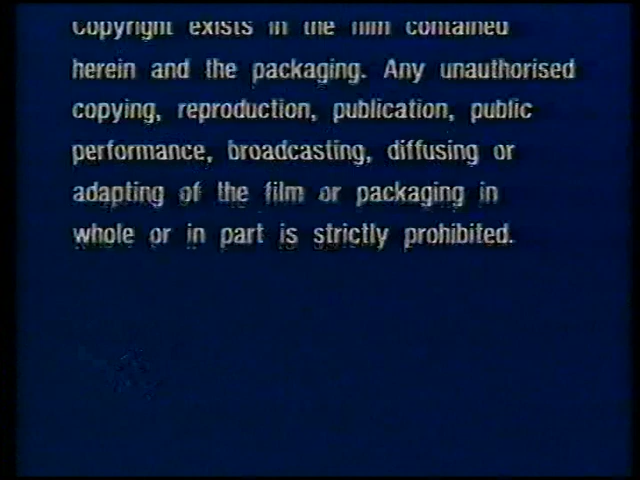 Copyright exists in the film contained
herein and the packaging. Any unauthorised
copying, reproduction, publication, public
performance, broadcasting, diffusing or
adapting of the film or packaging in
whole or in part is strictly prohibited.